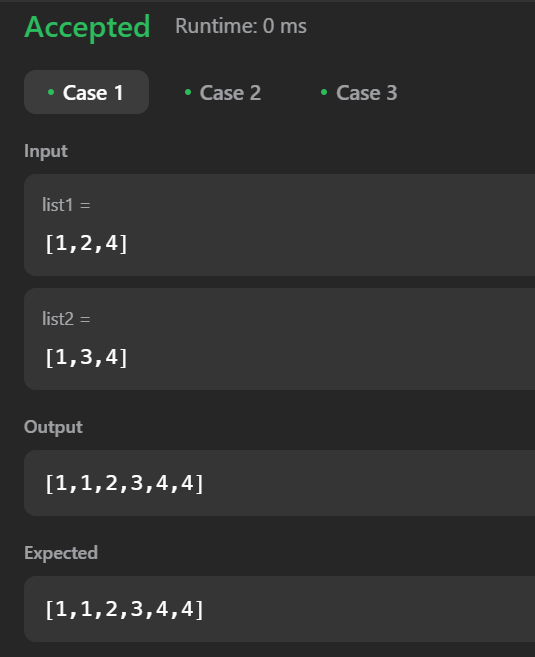 Accepted Runtime: 0 ms
• Case 1 • Case 2 • Case 3
Input
list1 =
[1,2,4]
list2 =
[1,3,4]
Output
[1,1,2,3,4,4]
Expected
[1,1,2,3,4,4]